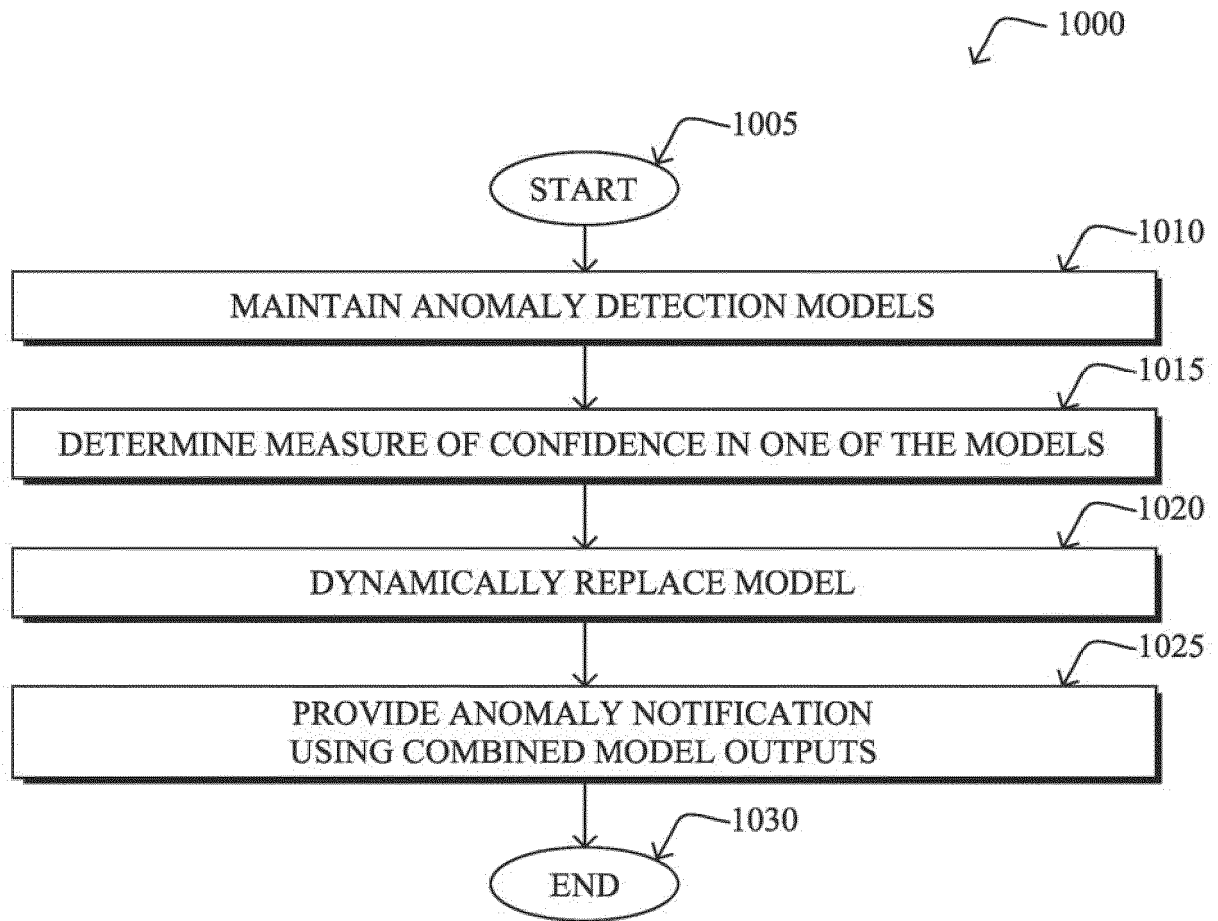 1000
1005
START
1010
MAINTAIN ANOMALY DETECTION MODELS
1015
DETERMINE MEASURE OF CONFIDENCE IN ONE OF THE MODELS
1020
DYNAMICALLY REPLACE MODEL
1025
PROVIDE ANOMALY NOTIFICATION
USING COMBINED MODEL OUTPUTS
1030
END